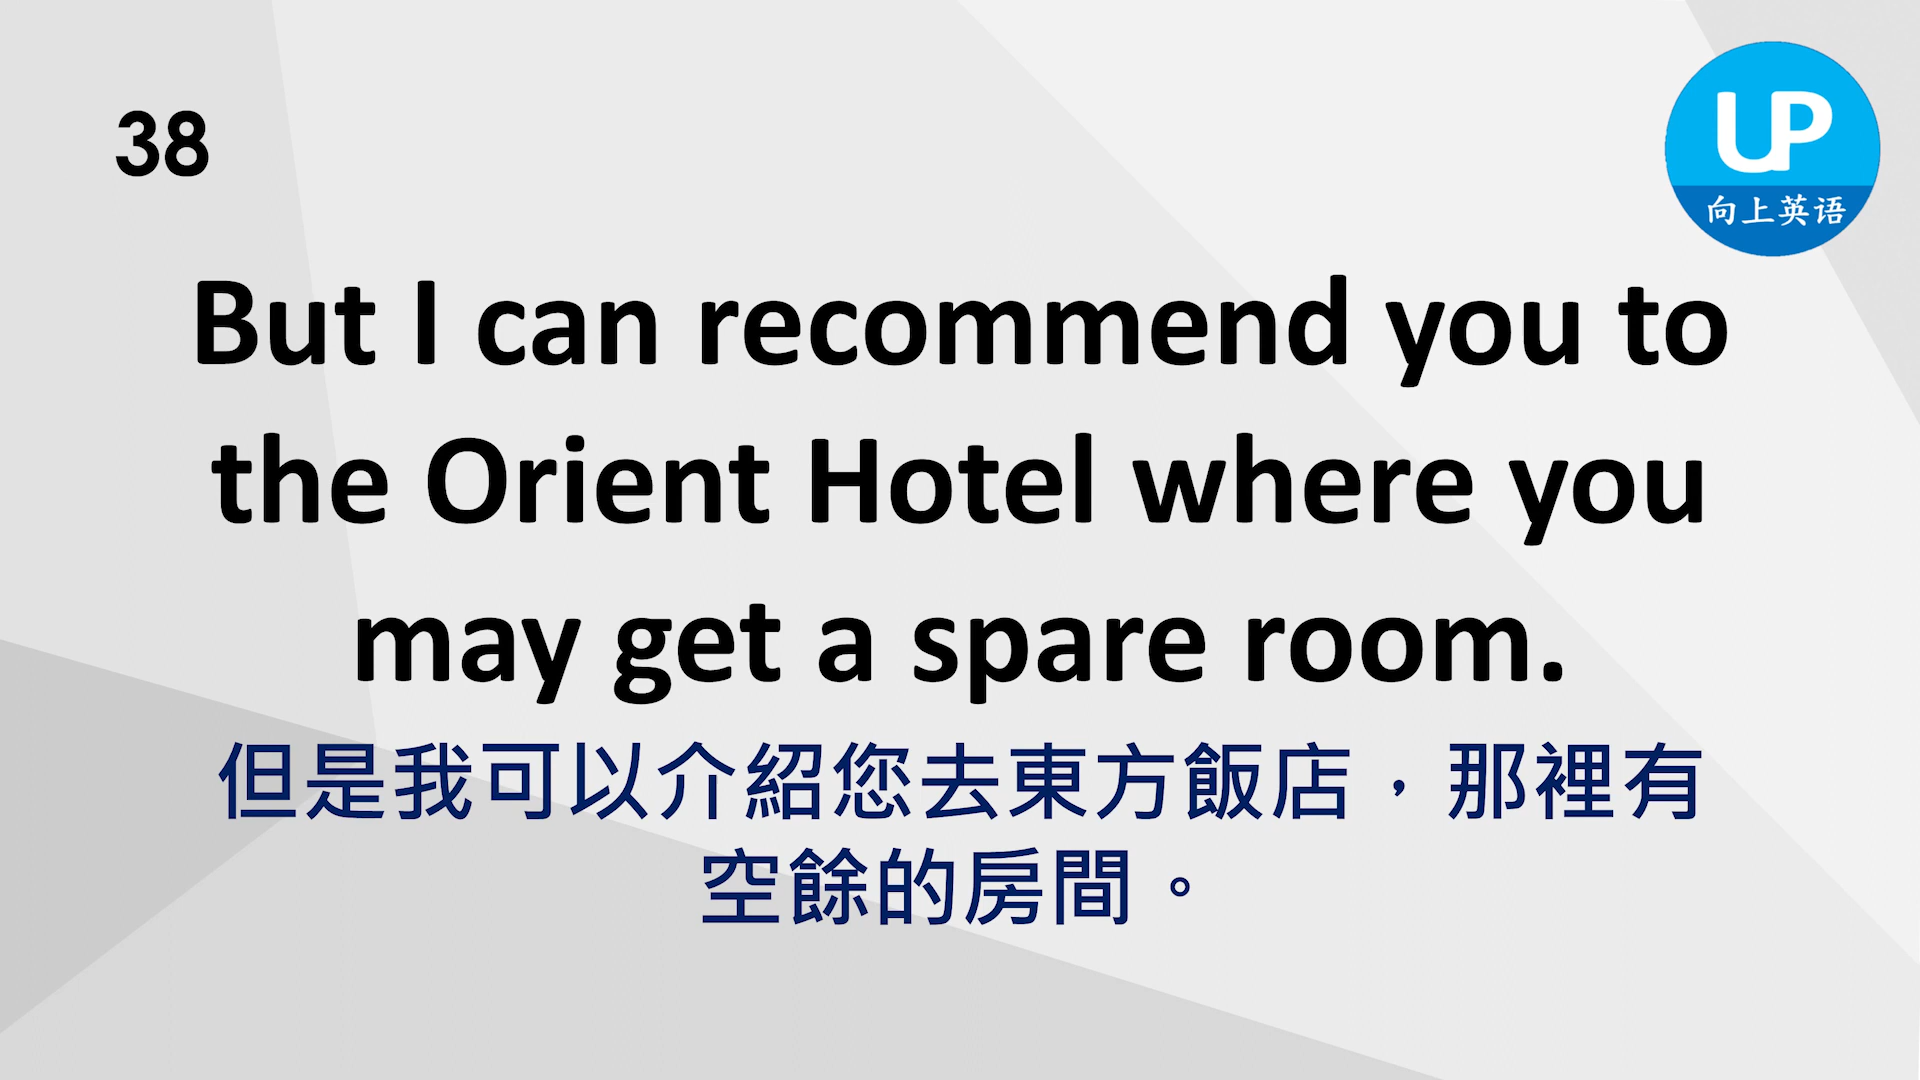 38
UP
向上英语
But I can recommend you to
the Orient Hotel where you
may get a spare room.
但是我可以介紹您去東方飯店，那裡有
空餘的房間。